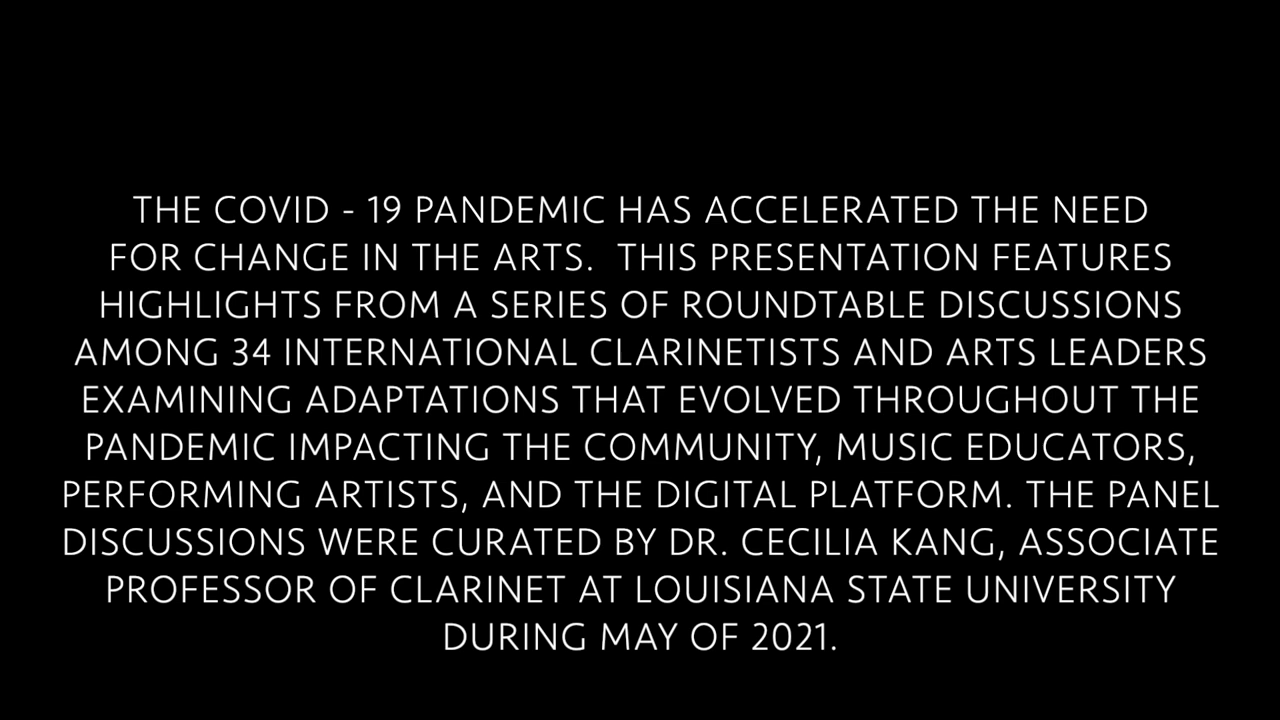 THE COVID - 19 PANDEMIC HAS ACCELERATED THE NEED
FOR CHANGE IN THE ARTS.  THIS PRESENTATION FEATURES
HIGHLIGHTS FROM A SERIES OF ROUNDTABLE DISCUSSIONS
AMONG 34 INTERNATIONAL CLARINETISTS AND ARTS LEADERS
EXAMINING ADAPTATIONS THAT EVOLVED THROUGHOUT THE
PANDEMIC IMPACTING THE COMMUNITY, MUSIC EDUCATORS,
PERFORMING ARTISTS, AND THE DIGITAL PLATFORM. THE PANEL
DISCUSSIONS WERE CURATED BY DR. CECILIA KANG, ASSOCIATE
PROFESSOR OF CLARINET AT LOUISIANA STATE UNIVERSITY
DURING MAY OF 2021.